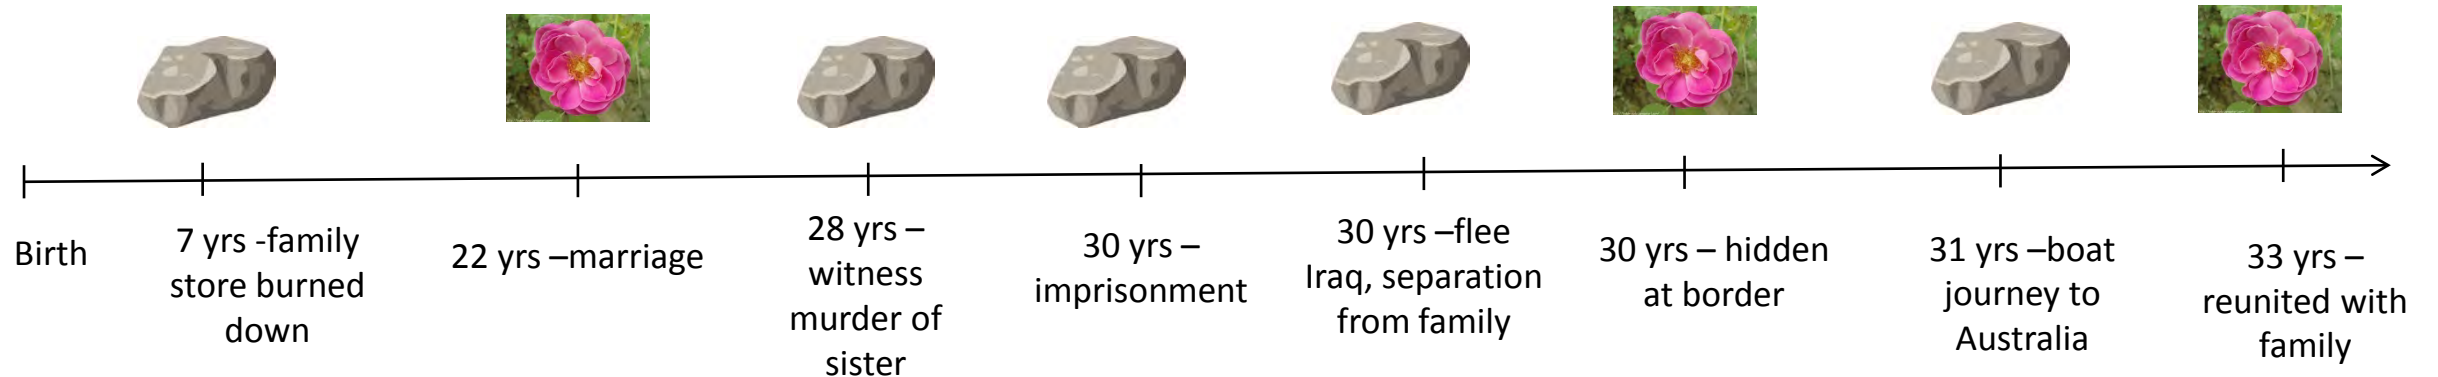 Birth
7 yrs -family
store burned
down
22 yrs –marriage
28 yrs –
witness
murder of
sister
30 yrs –
imprisonment
30 yrs –flee
Iraq, separation
from family
30 yrs – hidden
at border
31 yrs –boat
journey to
Australia
33 yrs –
reunited with
family